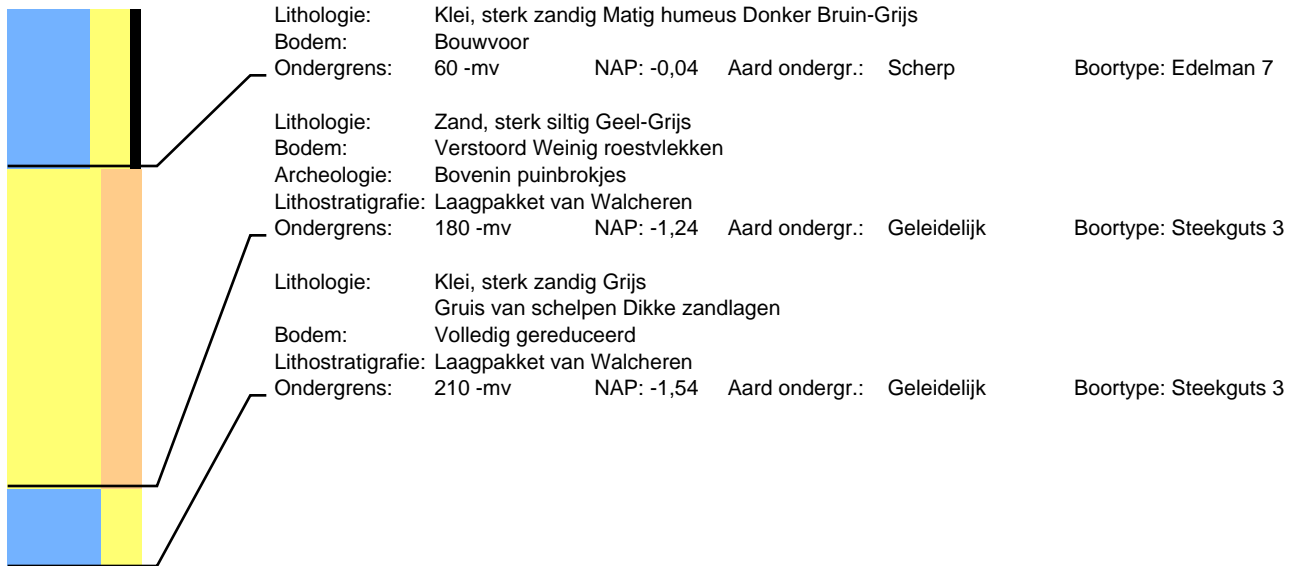 Lithologie: Klei, sterk zandig Matig humeus Donker Bruin-Grijs
Bodem: Bouwvoor
Ondergrens: 60 -mv NAP: -0,04 Aard ondergr.: Scherp Boortype: Edelman 7
Lithologie: Zand, sterk siltig Geel-Grijs
Bodem: Verstoord Weinig roestvlekken
Archeologie: Bovenin puinbrokjes
Lithostratigrafie: Laagpakket van Walcheren
Ondergrens: 180 -mv NAP: -1,24 Aard ondergr.: Geleidelijk Boortype: Steekguts 3
Lithologie: Klei, sterk zandig Grijs
Gruis van schelpen Dikke zandlagen
Bodem: Volledig gereduceerd
Lithostratigrafie: Laagpakket van Walcheren
Ondergrens: 210 -mv NAP: -1,54 Aard ondergr.: Geleidelijk Boortype: Steekguts 3